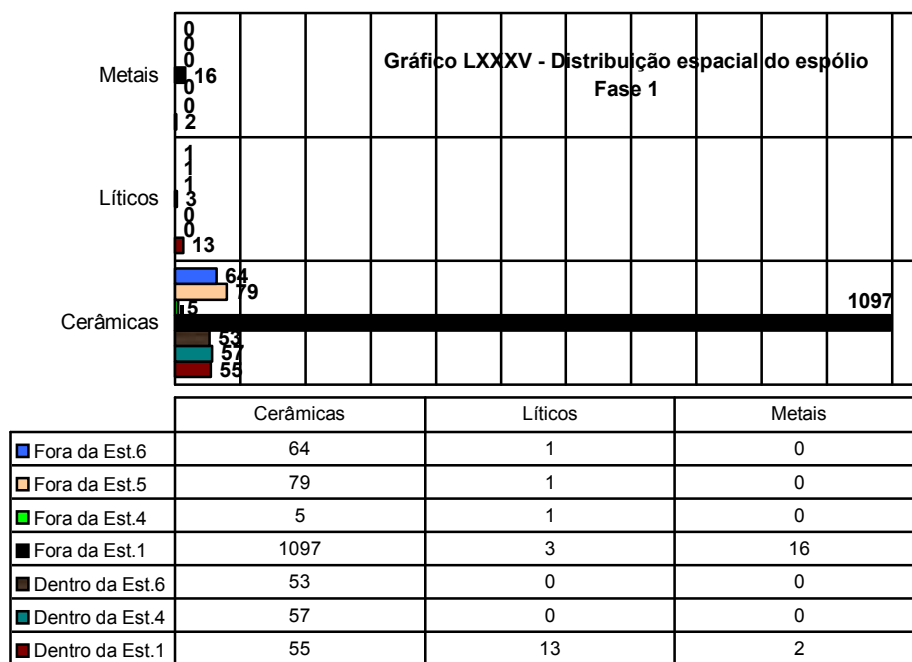 Gráfico LXXXV - Distribuição espacial do espólio
Fase 1
Metais
0
0
0
16
0
0
2
Líticos
1
1
1
3
0
0
13
Cerâmicas
64
79
5
1097
53
57
55
Cerâmicas Líticos Metais
Fora da Est.6 64 1 0
Fora da Est.5 79 1 0
Fora da Est.4 5 1 0
Fora da Est.1 1097 3 16
Dentro da Est.6 53 0 0
Dentro da Est.4 57 0 0
Dentro da Est.1 55 13 2